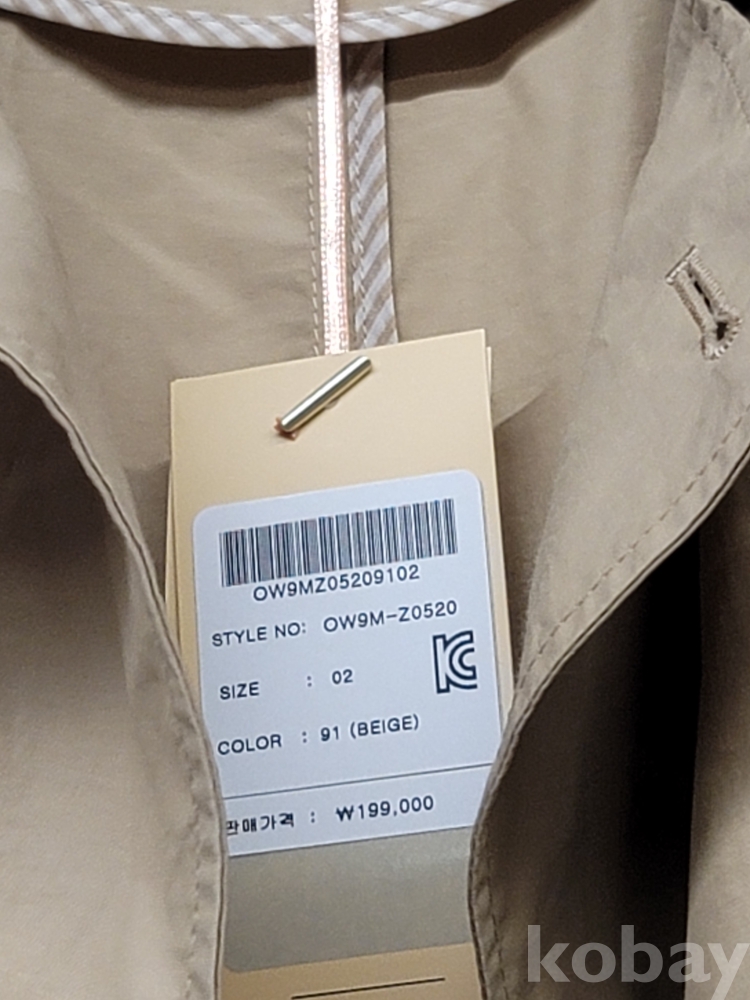 OW9MZ05209102
STYLE NO: OW9M-Z0520
SIZE : 02
COLOR : 91 (BEIGE)
판매가격 : ₩199,000
kobay